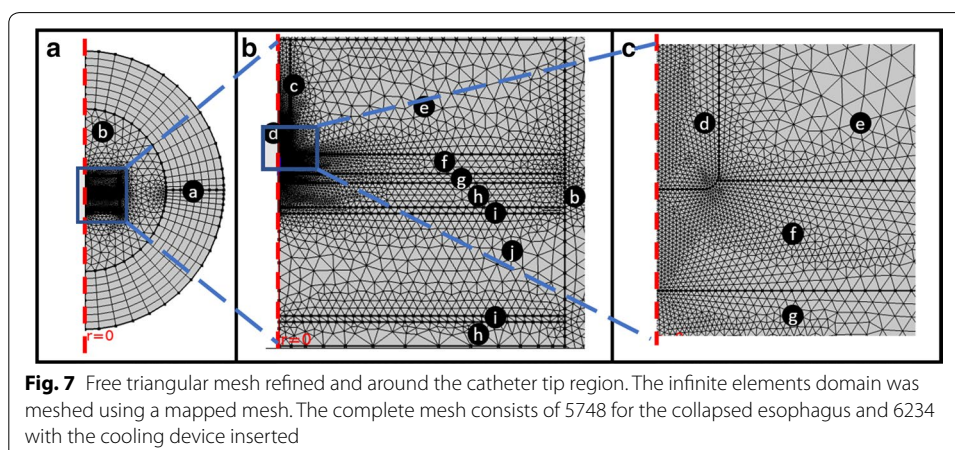 a
b
a
r=0
b
c
d
e
f
g
h
b
i
j
i
h
r=0
c
d
e
f
g
Fig. 7 Free triangular mesh refined and around the catheter tip region. The infinite elements domain was
meshed using a mapped mesh. The complete mesh consists of 5748 for the collapsed esophagus and 6234
with the cooling device inserted